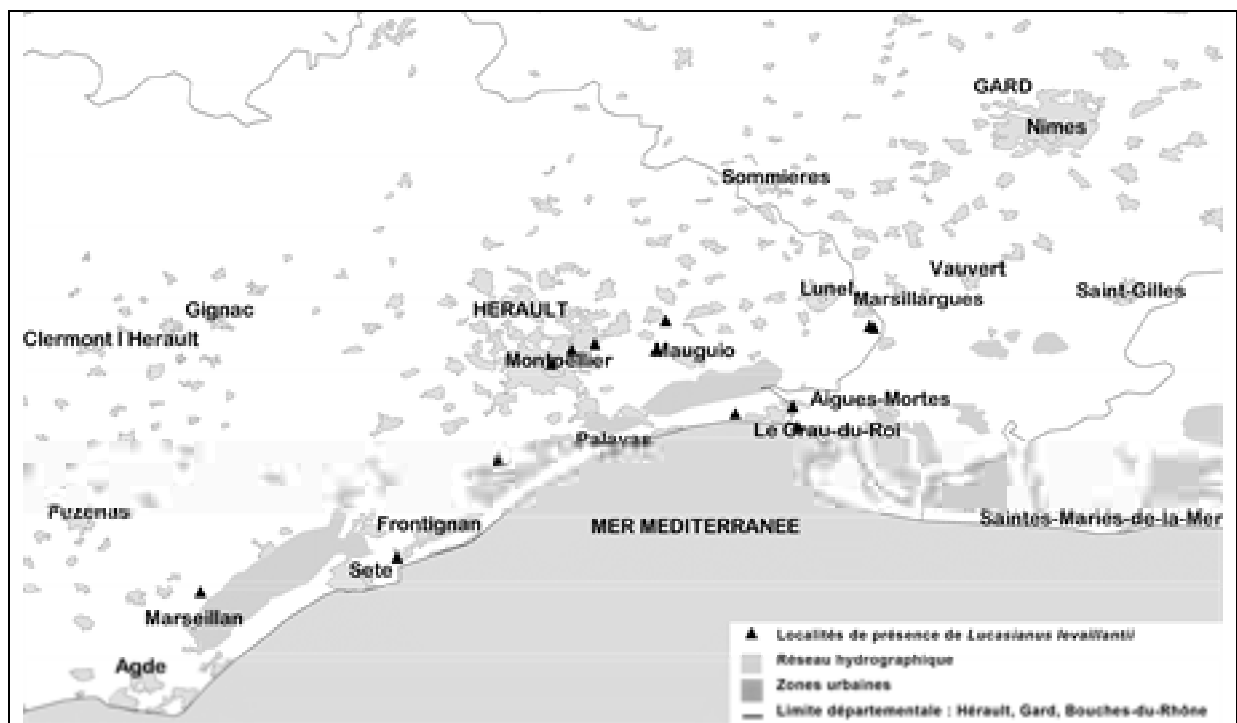 GARD
Nimes
Sommieres
Vauvert
Saint-Gilles
Lunel
Marsillargues
Gignac
HERAULT
Clermont l Herault
Montpellier
Mauguio
Aigues-Mortes
Le Grau-du-Roi
Palavas
Pezenas
Frontignan
MER MEDITERRANEE
Saintes-Maries-de-la-Mer
Sete
Marseillan
Agde
Localités de présence de Lucasianus levaillantii
Réseau hydrographique
Zones urbaines
Limite départementale : Hérault, Gard, Bouches-du-Rhône